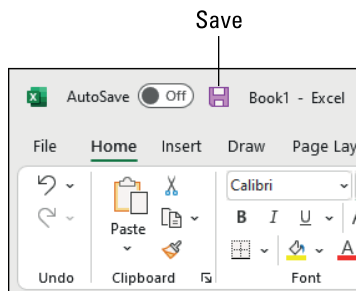 Save
AutoSave Off Book1 - Excel
File Home Insert Draw Page Lay
Paste
Calibri
B I U
A
Undo Clipboard Font